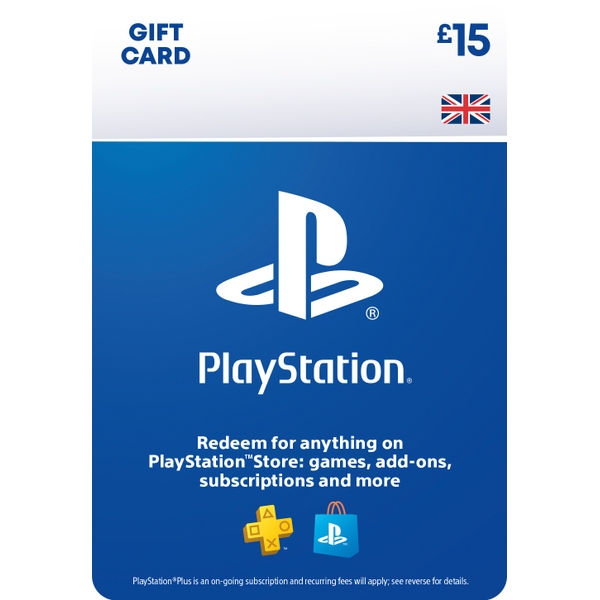 GIFT
CARD
£15
PlayStation®
Redeem for anything on
PlayStation™Store: games, add-ons,
subscriptions and more
PlayStation®Plus is an on-going subscription and recurring fees will apply; see reverse for details.